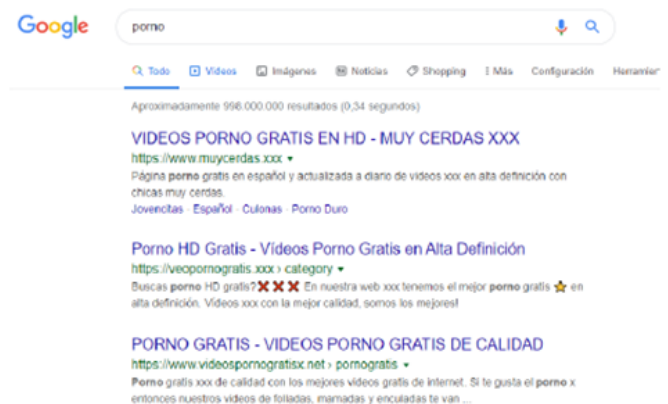 Google
porno
Todo Vídeos Imágenes Noticias Shopping Más Configuración
Aproximadamente 998.000.000 resultados (0,34 segundos)
VIDEOS PORNO GRATIS EN HD - MUY CERDAS XXX
https://www.muycerdas.xxx
Página porno gratis en español y actualizada a diario de videos xxx en alta definición con
chicas muy cerdas.
Jovencitas · Español · Culonas · Porno Duro
Porno HD Gratis - Vídeos Porno Gratis en Alta Definición
https://veopornogratis.xxx › category
Buscas porno HD gratis?❌❌❌ En nuestra web xxx tenemos el mejor porno gratis ⭐ en
alta definición. Vídeos xxx con la mejor calidad, somos los mejores!
PORNO GRATIS - VIDEOS PORNO GRATIS DE CALIDAD
https://www.videospornogratisx.net › pornogratis
Porno gratis xxx de calidad con los mejores vídeos gratis de internet. Si te gusta el porno x
entonces nuestros videos de folladas, mamadas y enculadas te van ...